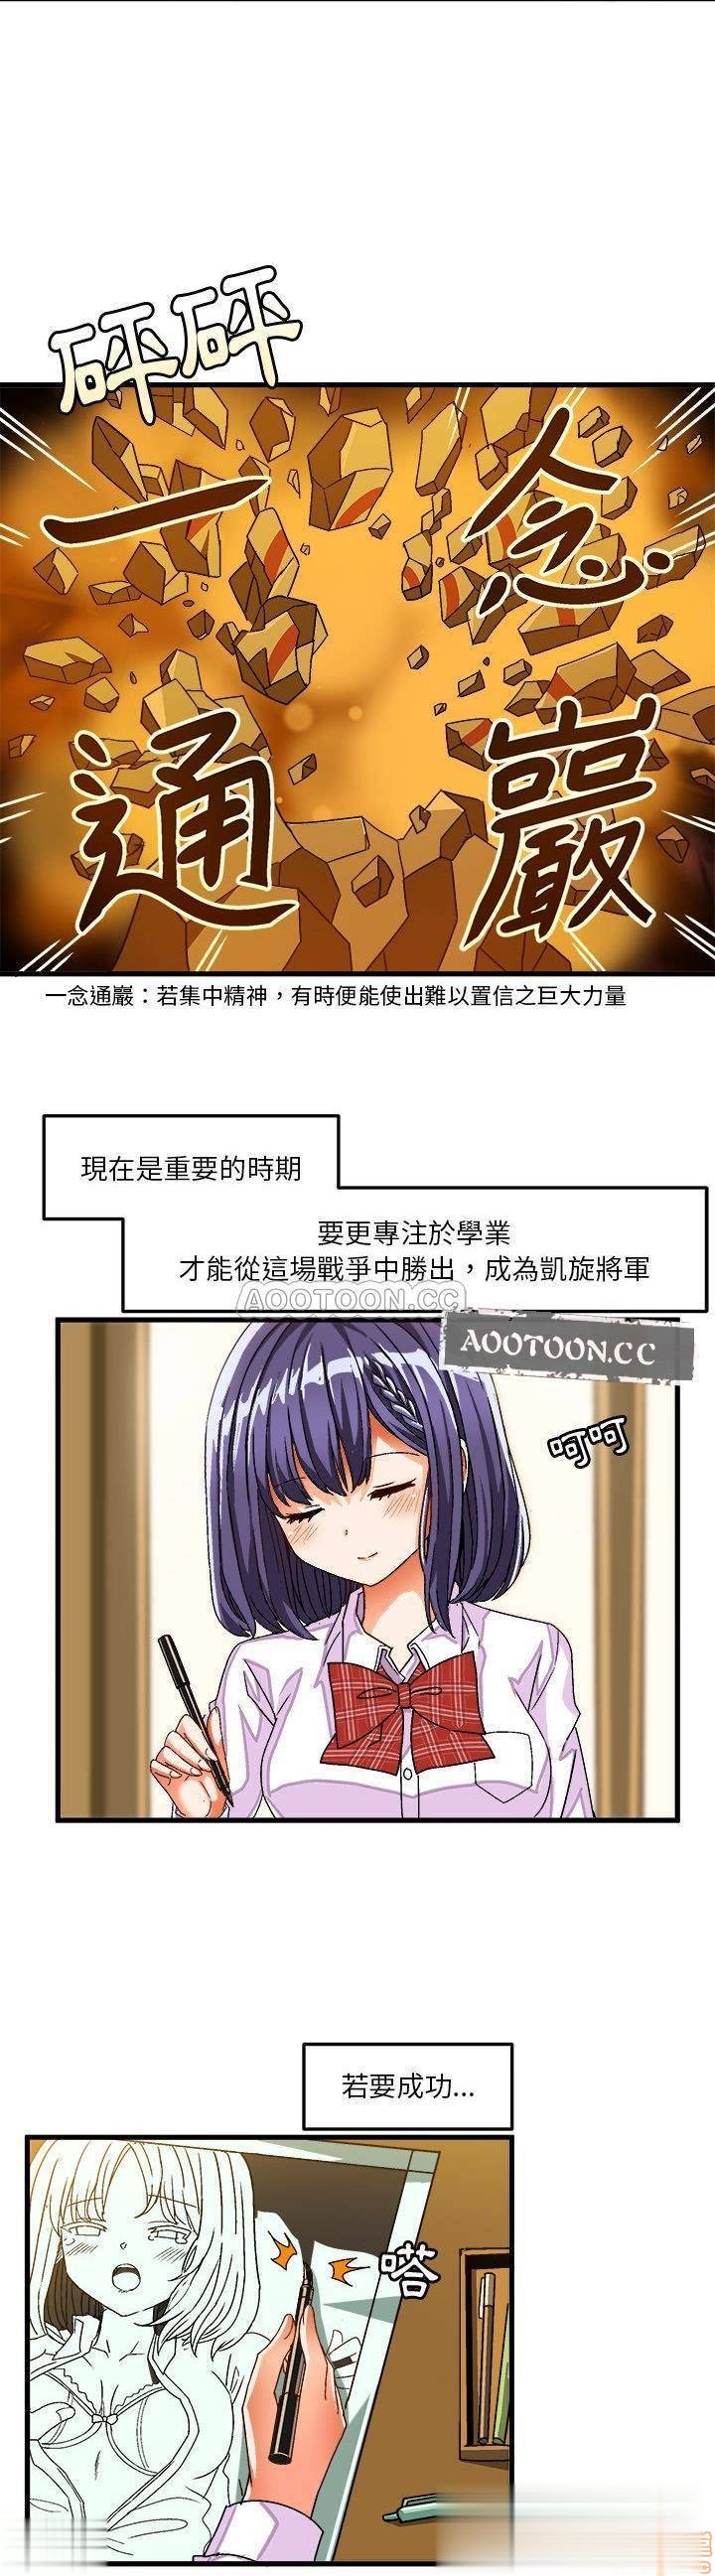 砰砰
一念
通巖
一念通巖：若集中精神，有時便能使出難以置信之巨大力量
現在是重要的時期
要更專注於學業
才能從這場戰爭中勝出，成為凱旋將軍
AOOTOON.CC
AOOTOON.CC
呵呵
若要成功...
嗒